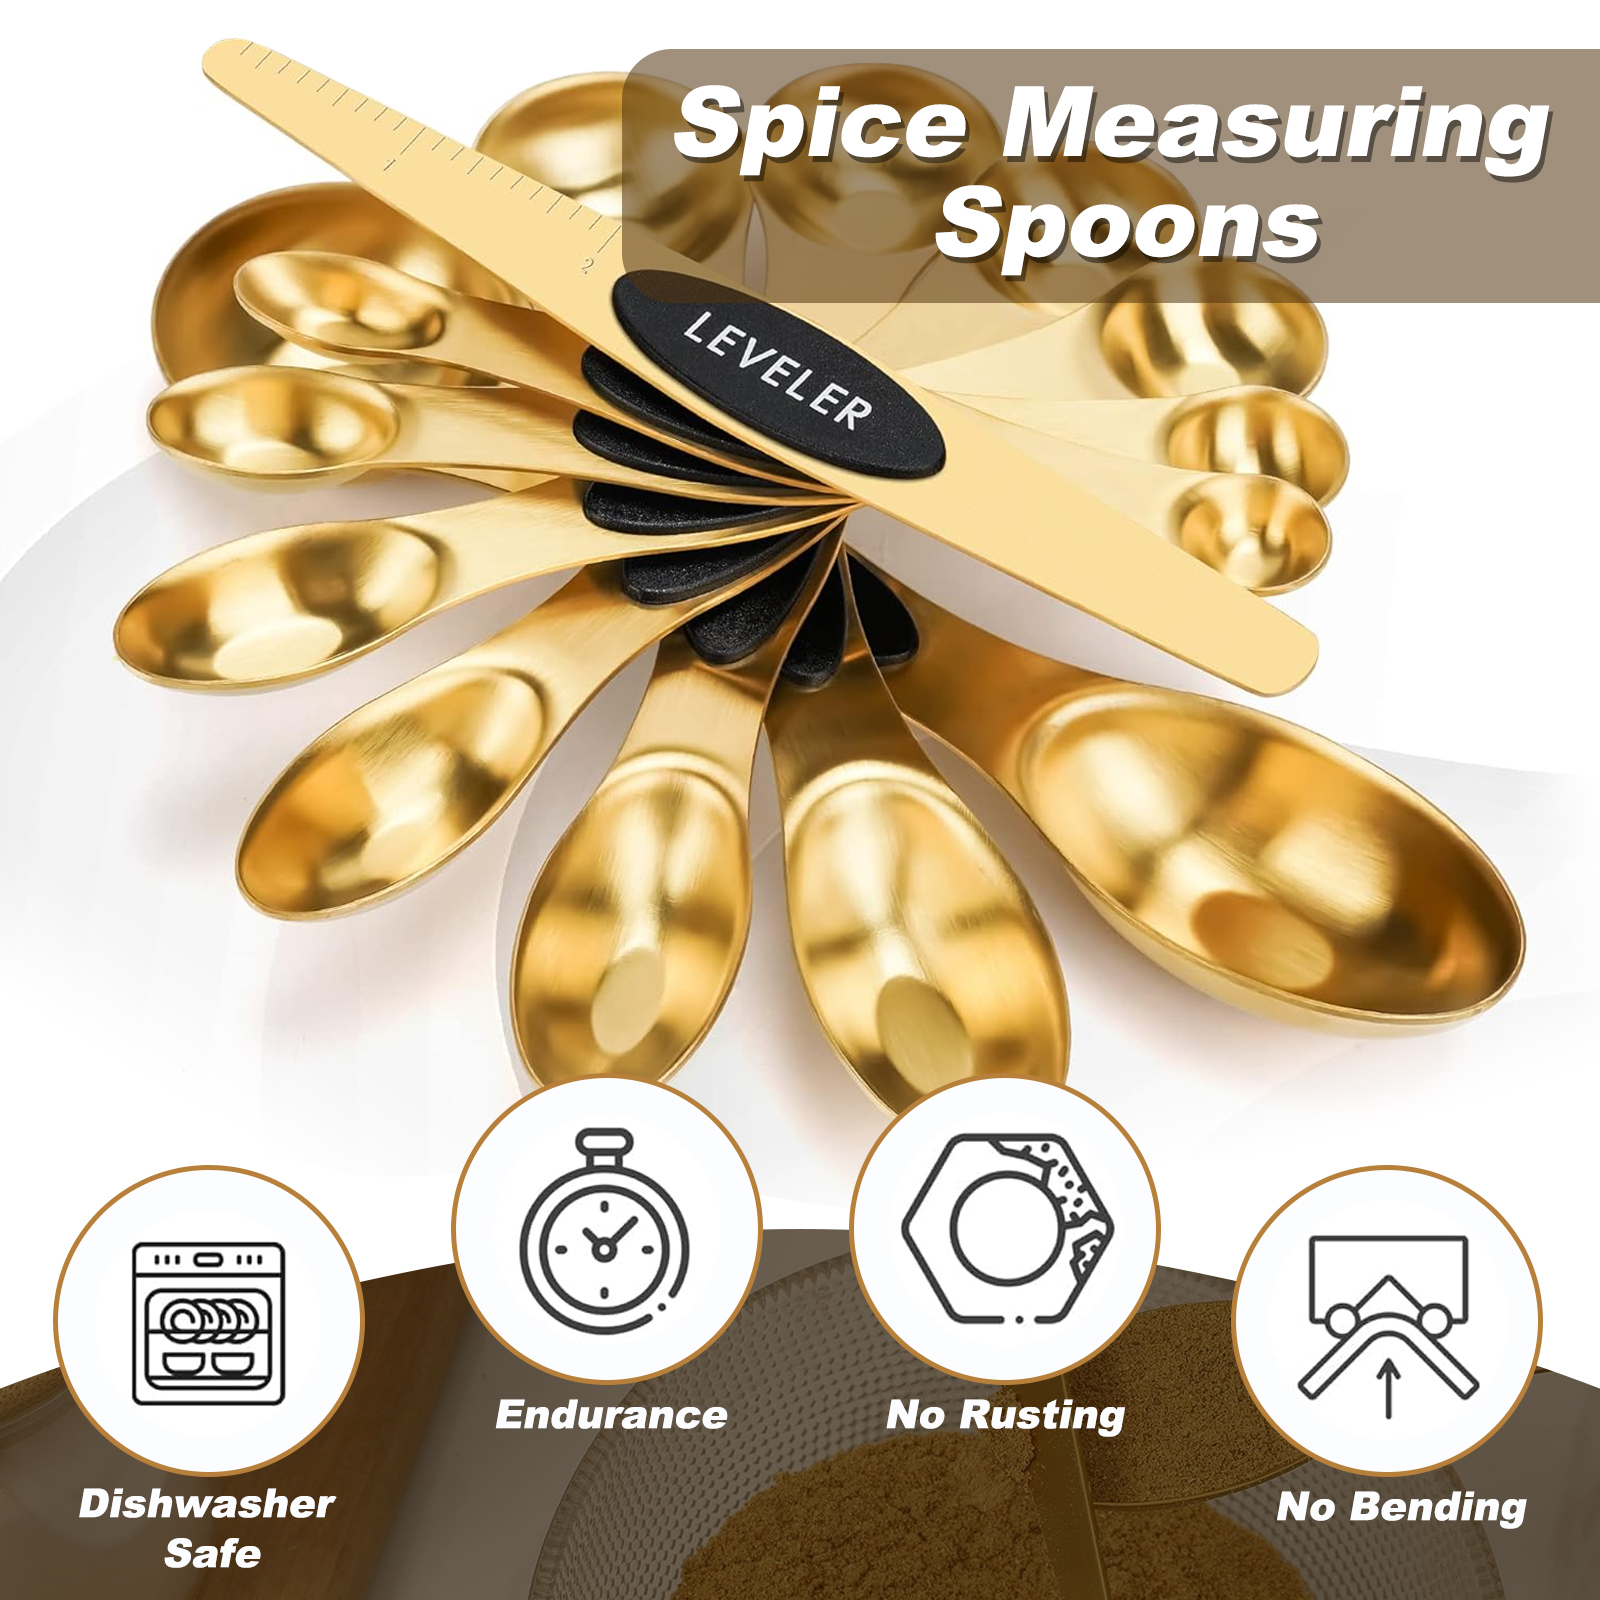 Spice Measuring
Spoons
1
2
LEVELER
Endurance
No Rusting
Dishwasher
Safe
No Bending